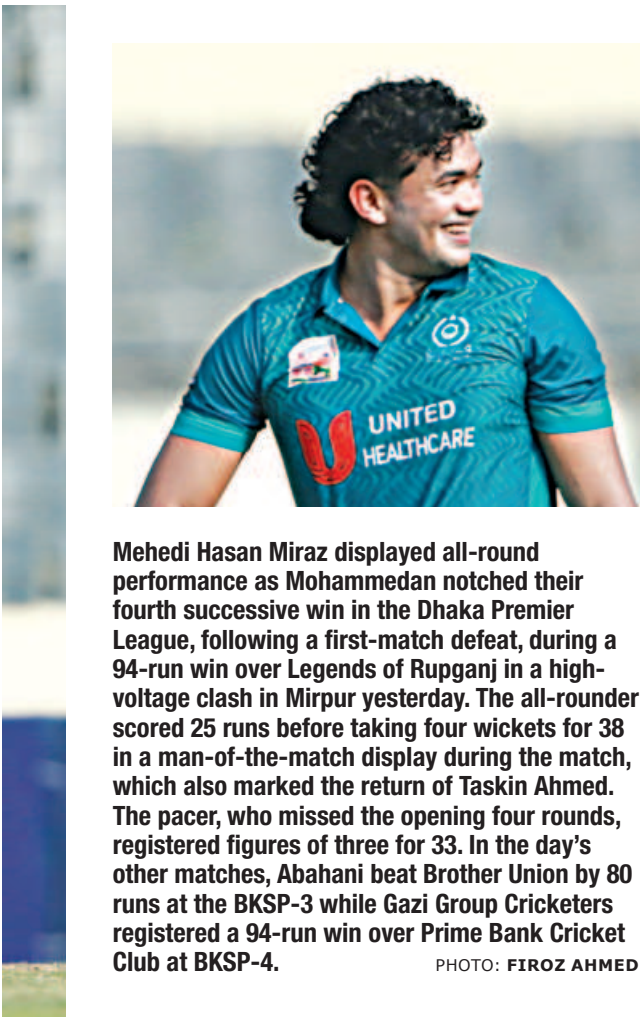 UNITED
HEALTHCARE
Mehedi Hasan Miraz displayed all-round
performance as Mohammedan notched their
fourth successive win in the Dhaka Premier
League, following a first-match defeat, during a
94-run win over Legends of Rupganj in a high-
voltage clash in Mirpur yesterday. The all-rounder
scored 25 runs before taking four wickets for 38
in a man-of-the-match display during the match,
which also marked the return of Taskin Ahmed.
The pacer, who missed the opening four rounds,
registered figures of three for 33. In the day’s
other matches, Abahani beat Brother Union by 80
runs at the BKSP-3 while Gazi Group Cricketers
registered a 94-run win over Prime Bank Cricket
Club at BKSP-4. PHOTO: FIROZ AHMED